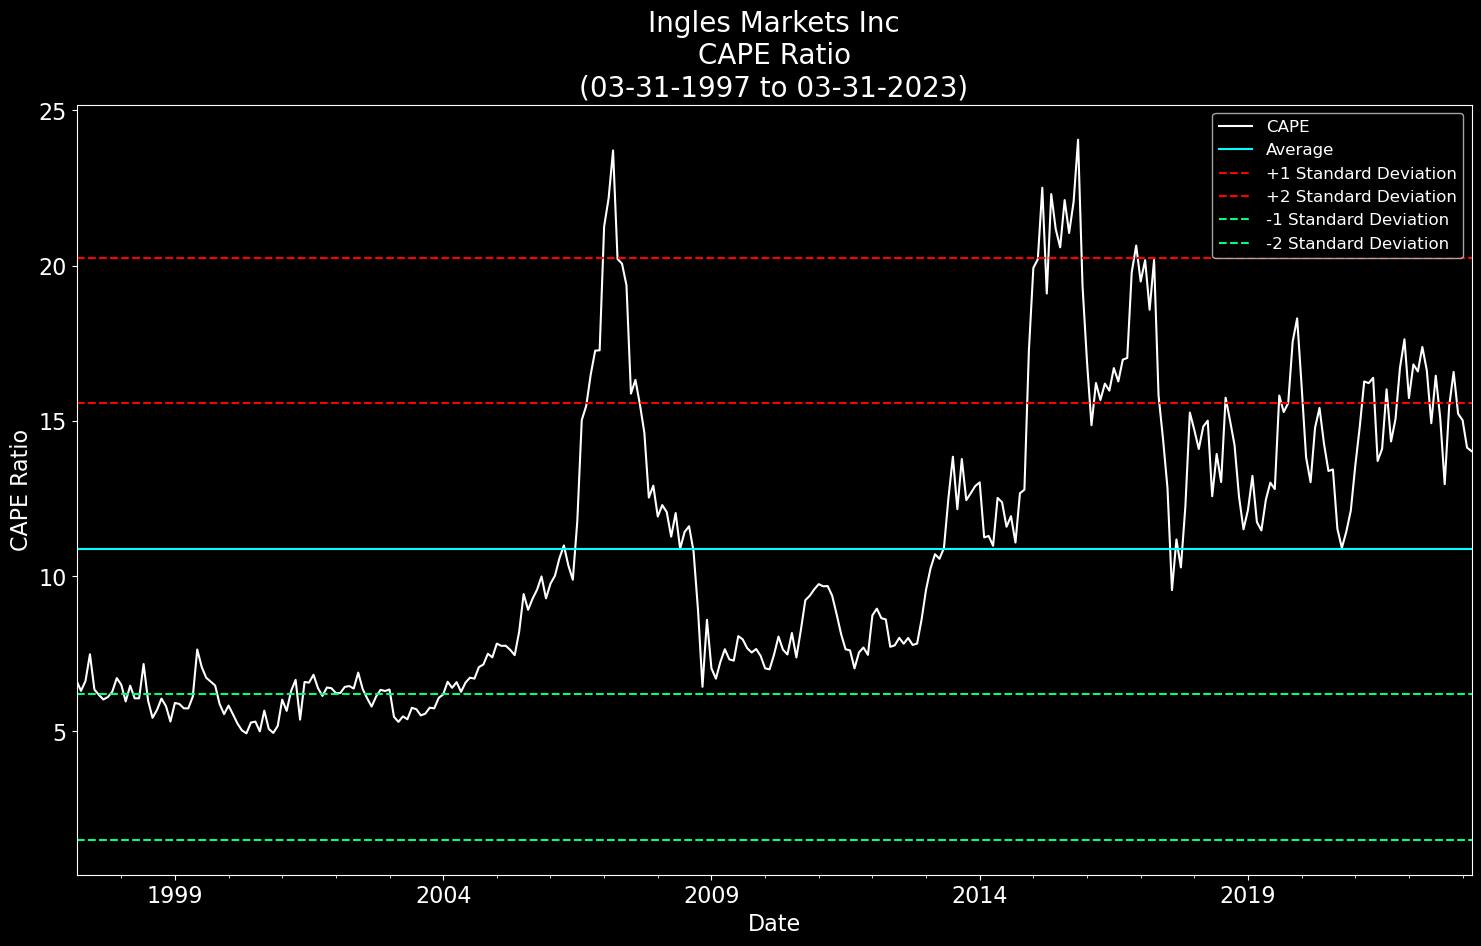 Ingles Markets Inc
CAPE Ratio
(03-31-1997 to 03-31-2023)
CAPE
Average
+1 Standard Deviation
+2 Standard Deviation
-1 Standard Deviation
-2 Standard Deviation
25
20
15
10
5
CAPE Ratio
1999
2004
2009
2014
2019
Date